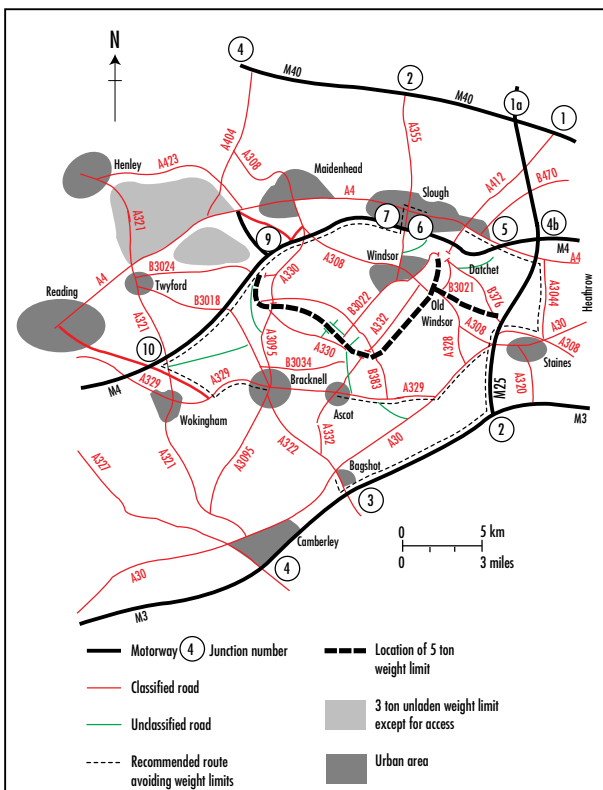 N
4
M40
2
M40
1a
1
A404
A308
A355
A412
B470
Henley
A423
Maidenhead
A4
Slough
A321
7
6
5
4b
M4
A4
9
A330
A308
Windsor
Datchet
A4
B3024
Twyford
B3022
A332
B3021
B376
A3044
Heathrow
Reading
B3018
Old
Windsor
A308
A30
A308
A321
A330
A328
Staines
10
A3095
B3034
B383
A329
M4
A329
A329
Bracknell
Ascot
M25
A320
Wokingham
A332
A30
2
M3
A327
A321
A3095
A322
Bagshot
3
Camberley
4
A30
M3
0 5 km
0 3 miles
Motorway 4 Junction number
Classified road
Unclassified road
Recommended route
avoiding weight limits
Location of 5 ton
weight limit
3 ton unladen weight limit
except for access
Urban area